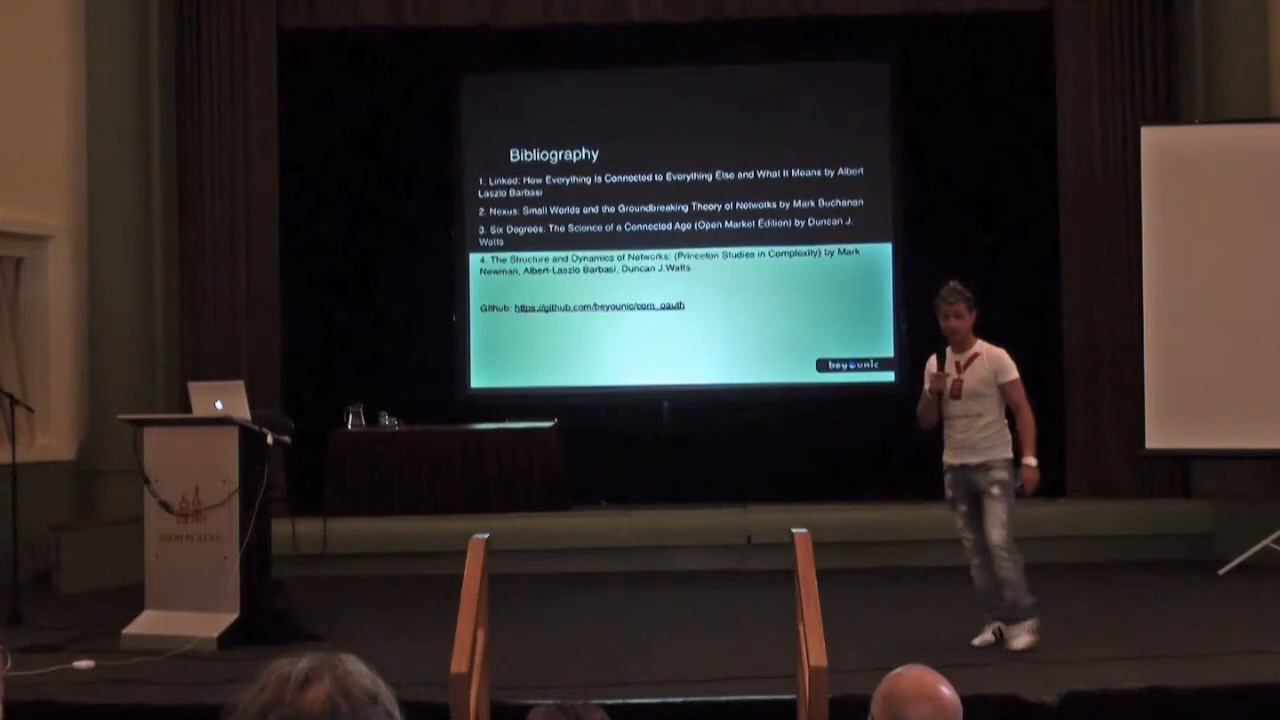 Bibliography
1. Linked: How Everything Is Connected to Everything Else and What It Means by Albert
Laszlo Barbasi
2. Nexus: Small Worlds and the Groundbreaking Theory of Networks by Mark Buchanan
3. Six Degrees: The Science of a Connected Age (Open Market Edition) by Duncan J.
Watts
4. The Structure and Dynamics of Networks: (Princeton Studies in Complexity) by Mark
Newman, Albert-Laszlo Barbasi, Duncan J.Watts
Github: https://github.com/beyounic/com_oauth
beyounic